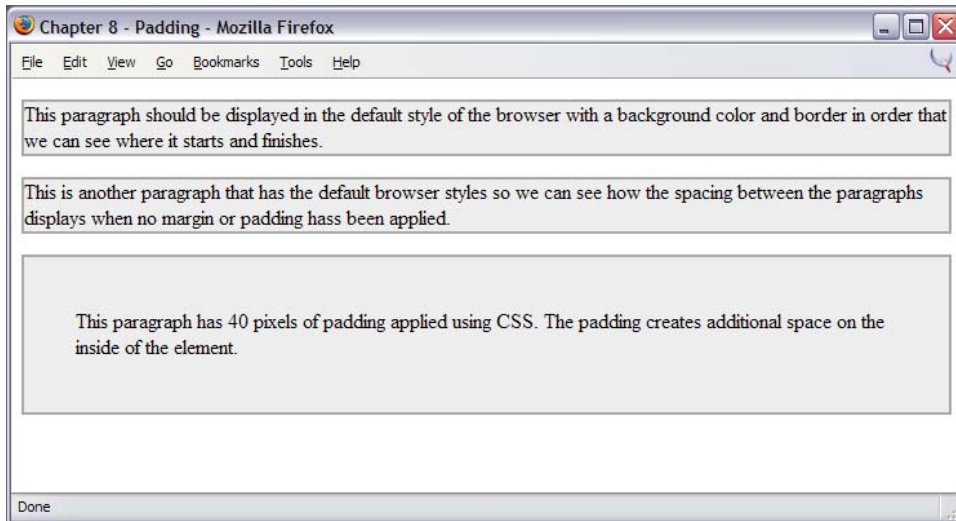 Chapter 8 - Padding - Mozilla Firefox
File Edit View Go Bookmarks Tools Help
This paragraph should be displayed in the default style of the browser with a background color and border in order that
we can see where it starts and finishes.
This is another paragraph that has the default browser styles so we can see how the spacing between the paragraphs
displays when no margin or padding hass been applied.
This paragraph has 40 pixels of padding applied using CSS. The padding creates additional space on the
inside of the element.
Done